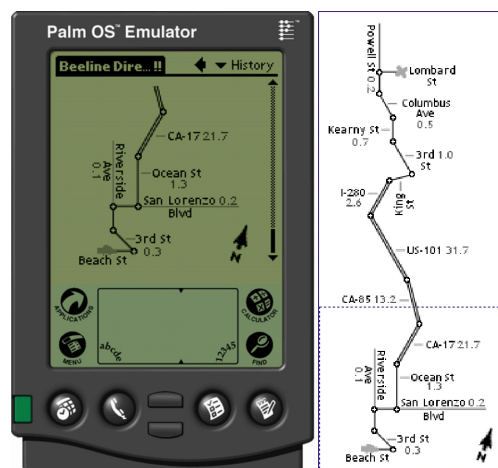 Palm OS™ Emulator
Beeline Dire... !!
History
CA-17 21.7
Riverside
Ave
0.1
Ocean St
1.3
San Lorenzo 0.2
Blvd
3rd St
0.3
Beach St
N
APPLICATIONS
MENU
CALCULATOR
FIND
abcde
12345
Powell St
0.2
Lombard
St
Columbus
Ave
0.5
Kearny St
0.7
3rd 1.0
St
King
St
I-280
2.6
US-101 31.7
CA-85 13.2
CA-17 21.7
Riverside
Ave
0.1
Ocean St
1.3
San Lorenzo 0.2
Blvd
3rd St
0.3
Beach St
N